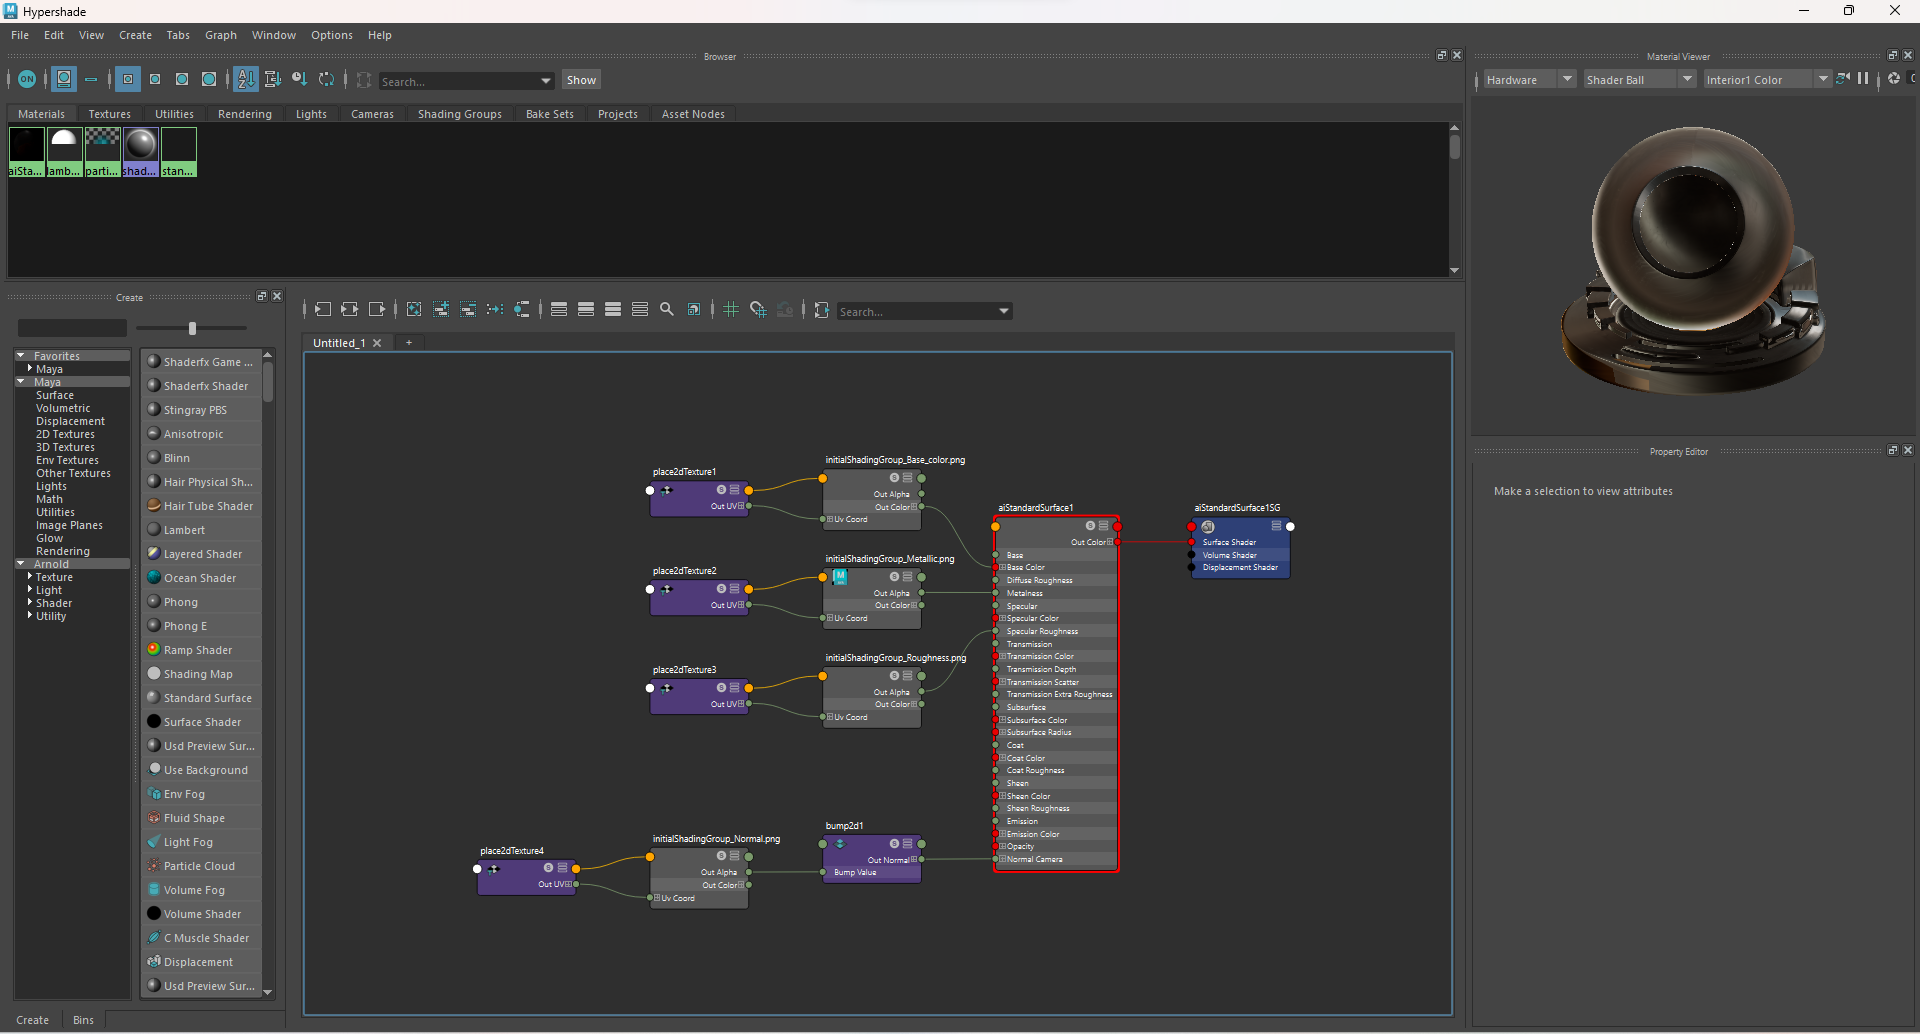 Hypershade
File Edit View Create Tabs Graph Window Options Help
Browser
ON
Search...
Show
Materials Textures Utilities Rendering Lights Cameras Shading Groups Bake Sets Projects Asset Nodes
aiSta... lamb... parti... shad... stan...
Material Viewer
Hardware Shader Ball Interior1 Color
Create
Favorites
Maya
Maya
Surface
Volumetric
Displacement
2D Textures
3D Textures
Env Textures
Other Textures
Lights
Math
Utilities
Image Planes
Glow
Rendering
Arnold
Texture
Light
Shader
Utility
Shaderfx Game ...
Shaderfx Shader
Stingray PBS
Anisotropic
Blinn
Hair Physical Sh...
Hair Tube Shader
Lambert
Layered Shader
Ocean Shader
Phong
Phong E
Ramp Shader
Shading Map
Standard Surface
Surface Shader
Usd Preview Sur...
Use Background
Env Fog
Fluid Shape
Light Fog
Particle Cloud
Volume Fog
Volume Shader
C Muscle Shader
Displacement
Usd Preview Sur...
Create Bins
Search...
Untitled_1
+
place2dTexture1
Out UV
initialShadingGroup_Base_color.png
Out Alpha
Out Color
Uv Coord
place2dTexture2
Out UV
initialShadingGroup_Metallic.png
Out Alpha
Out Color
Uv Coord
place2dTexture3
Out UV
initialShadingGroup_Roughness.png
Out Alpha
Out Color
Uv Coord
place2dTexture4
Out UV
initialShadingGroup_Normal.png
Out Alpha
Out Color
Uv Coord
bump2d1
Out Normal
Bump Value
aiStandardSurface1
Out Color
Base
Base Color
Diffuse Roughness
Metalness
Specular
Specular Color
Specular Roughness
Transmission
Transmission Color
Transmission Depth
Transmission Scatter
Transmission Extra Roughness
Subsurface
Subsurface Color
Subsurface Radius
Coat
Coat Color
Coat Roughness
Sheen
Sheen Color
Sheen Roughness
Emission
Emission Color
Opacity
Normal Camera
aiStandardSurface1SG
Surface Shader
Volume Shader
Displacement Shader
Property Editor
Make a selection to view attributes